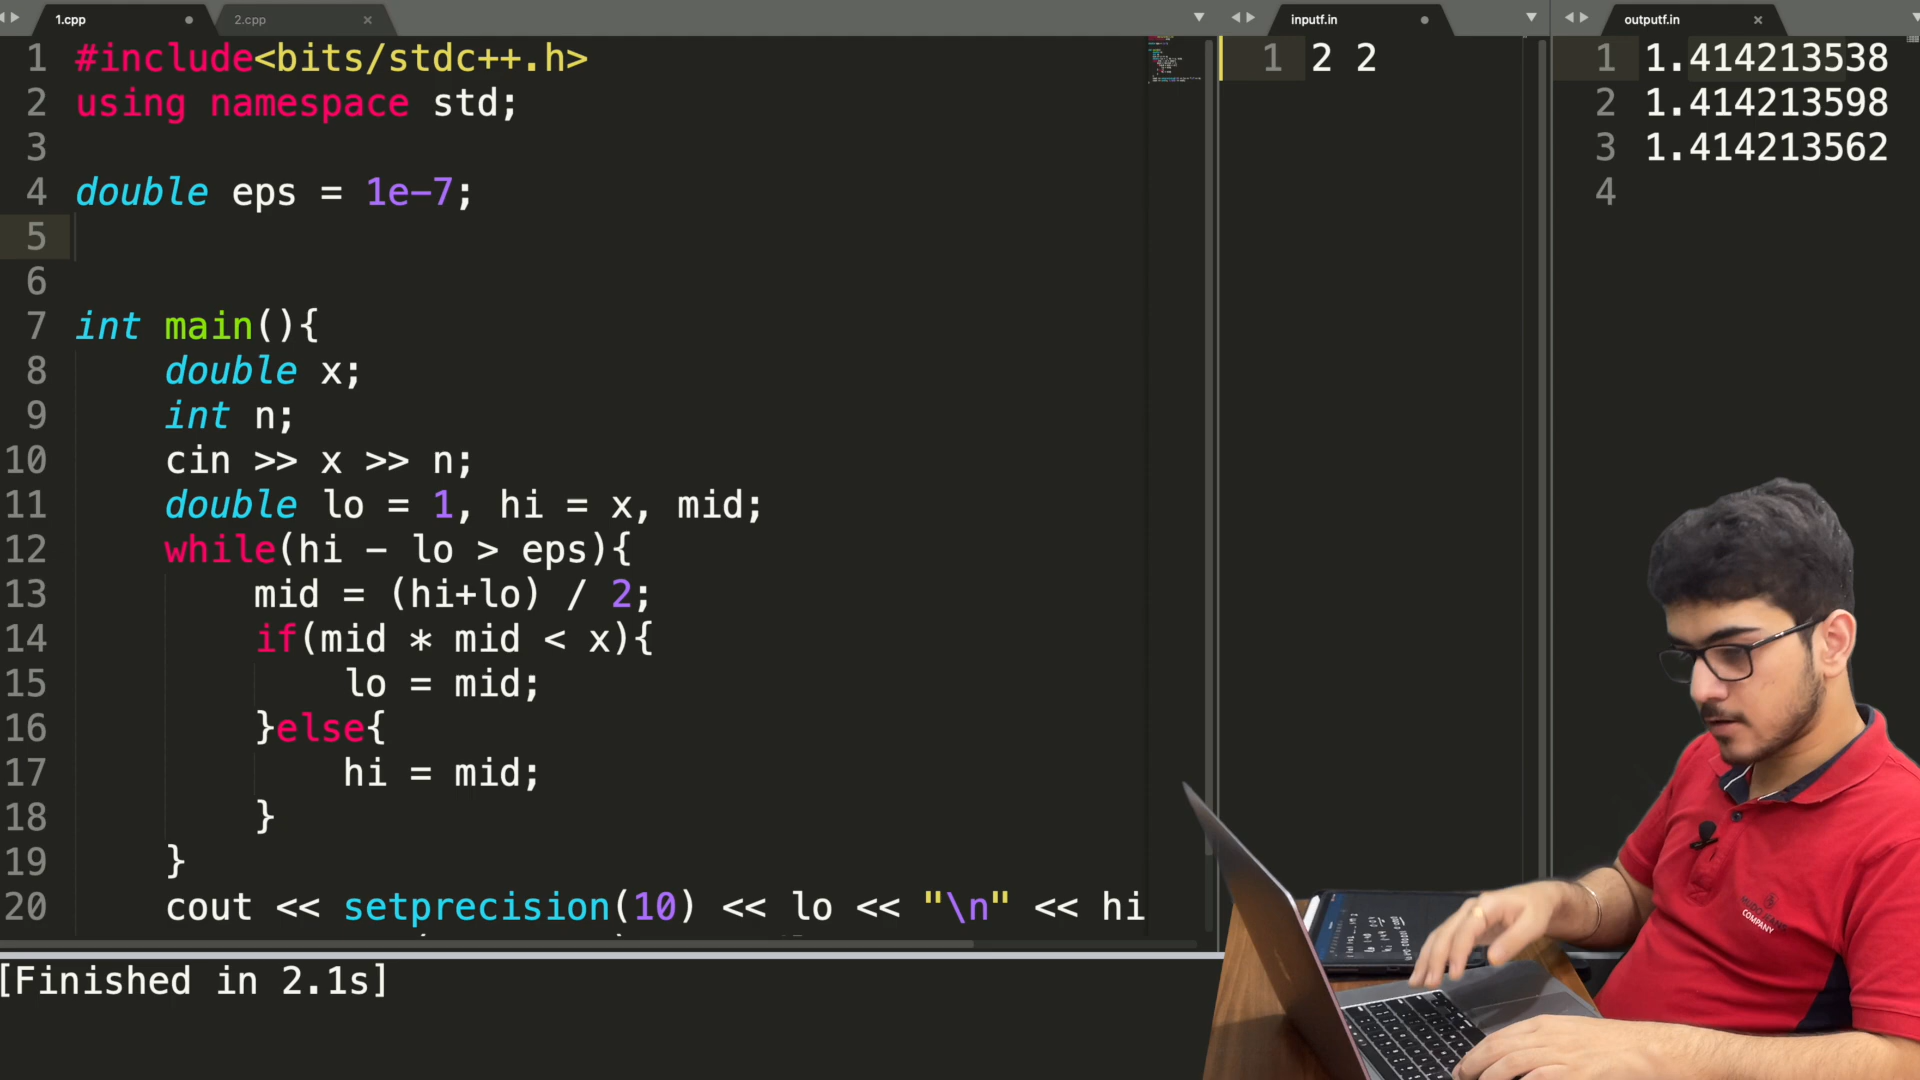 1.cpp
2.cpp
inputf.in
outputf.in
1 #include<bits/stdc++.h>
2 using namespace std;
3
4 double eps = 1e-7;
5
6
7 int main(){
8 double x;
9 int n;
10 cin >> x >> n;
11 double lo = 1, hi = x, mid;
12 while(hi - lo > eps){
13 mid = (hi+lo) / 2;
14 if(mid * mid < x){
15 lo = mid;
16 }else{
17 hi = mid;
18 }
19 }
20 cout << setprecision(10) << lo << "\n" << hi
[Finished in 2.1s]
1 2 2
1 1.414213538
2 1.414213598
3 1.414213562
4
COMPANY